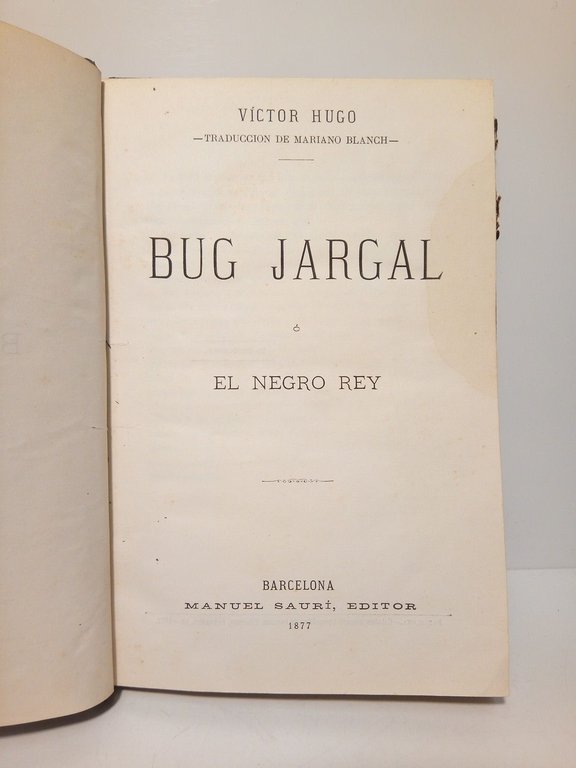 VÍCTOR HUGO
—TRADUCCION DE MARIANO BLANCH—
BUG JARGAL
ó
EL NEGRO REY
BARCELONA
MANUEL SAURÍ, EDITOR
1877